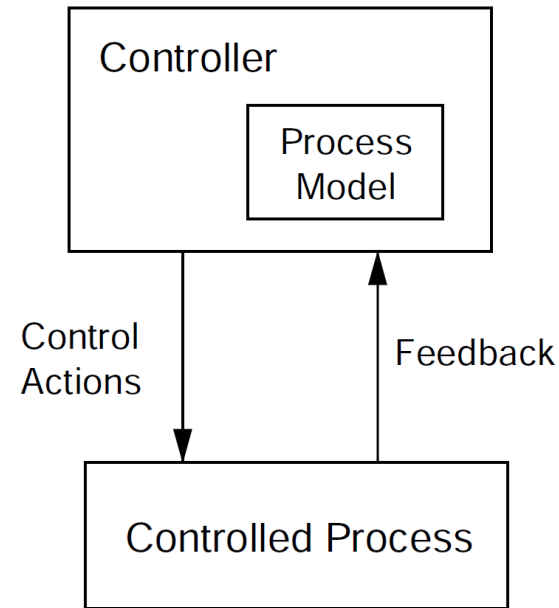 Controller
Process
Model
Control
Actions
Feedback
Controlled Process